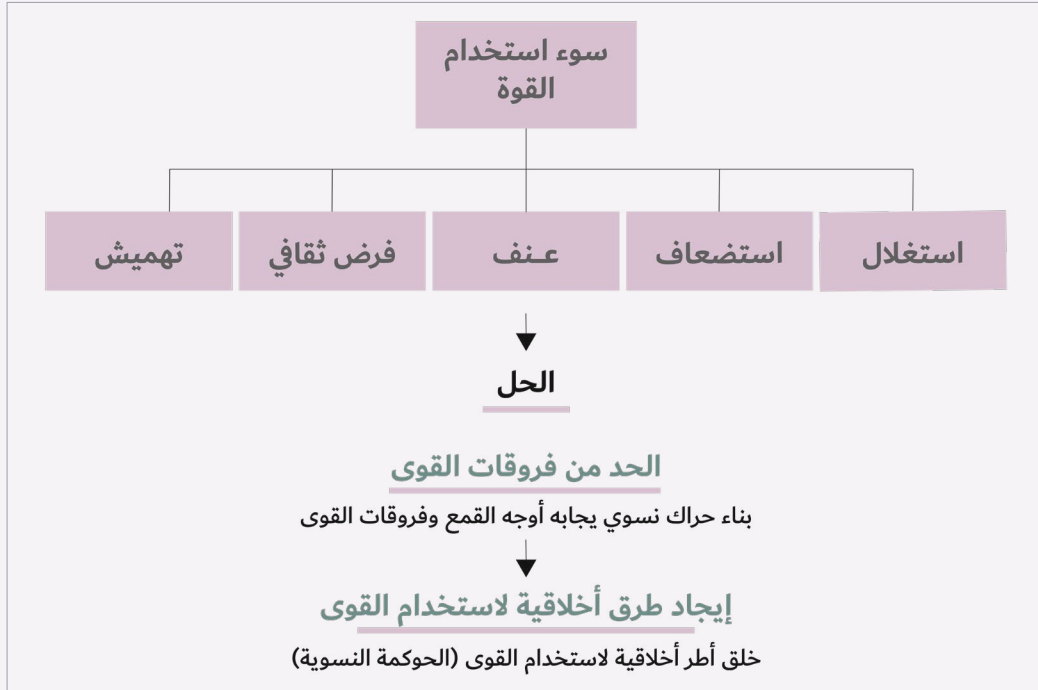 سوء استخدام
القوة
استغلال
استضعاف
عـنف
فرض ثقافي
تهميش
الحل
الحد من فروقات القوى
بناء حراك نسوي يجابه أوجه القمع وفروقات القوى
إيجاد طرق أخلاقية لاستخدام القوى
خلق أطر أخلاقية لاستخدام القوى (الحوكمة النسوية)